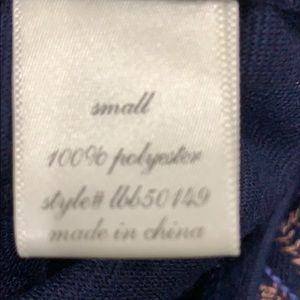 small
100% polyester
style# lbb50149
made in china